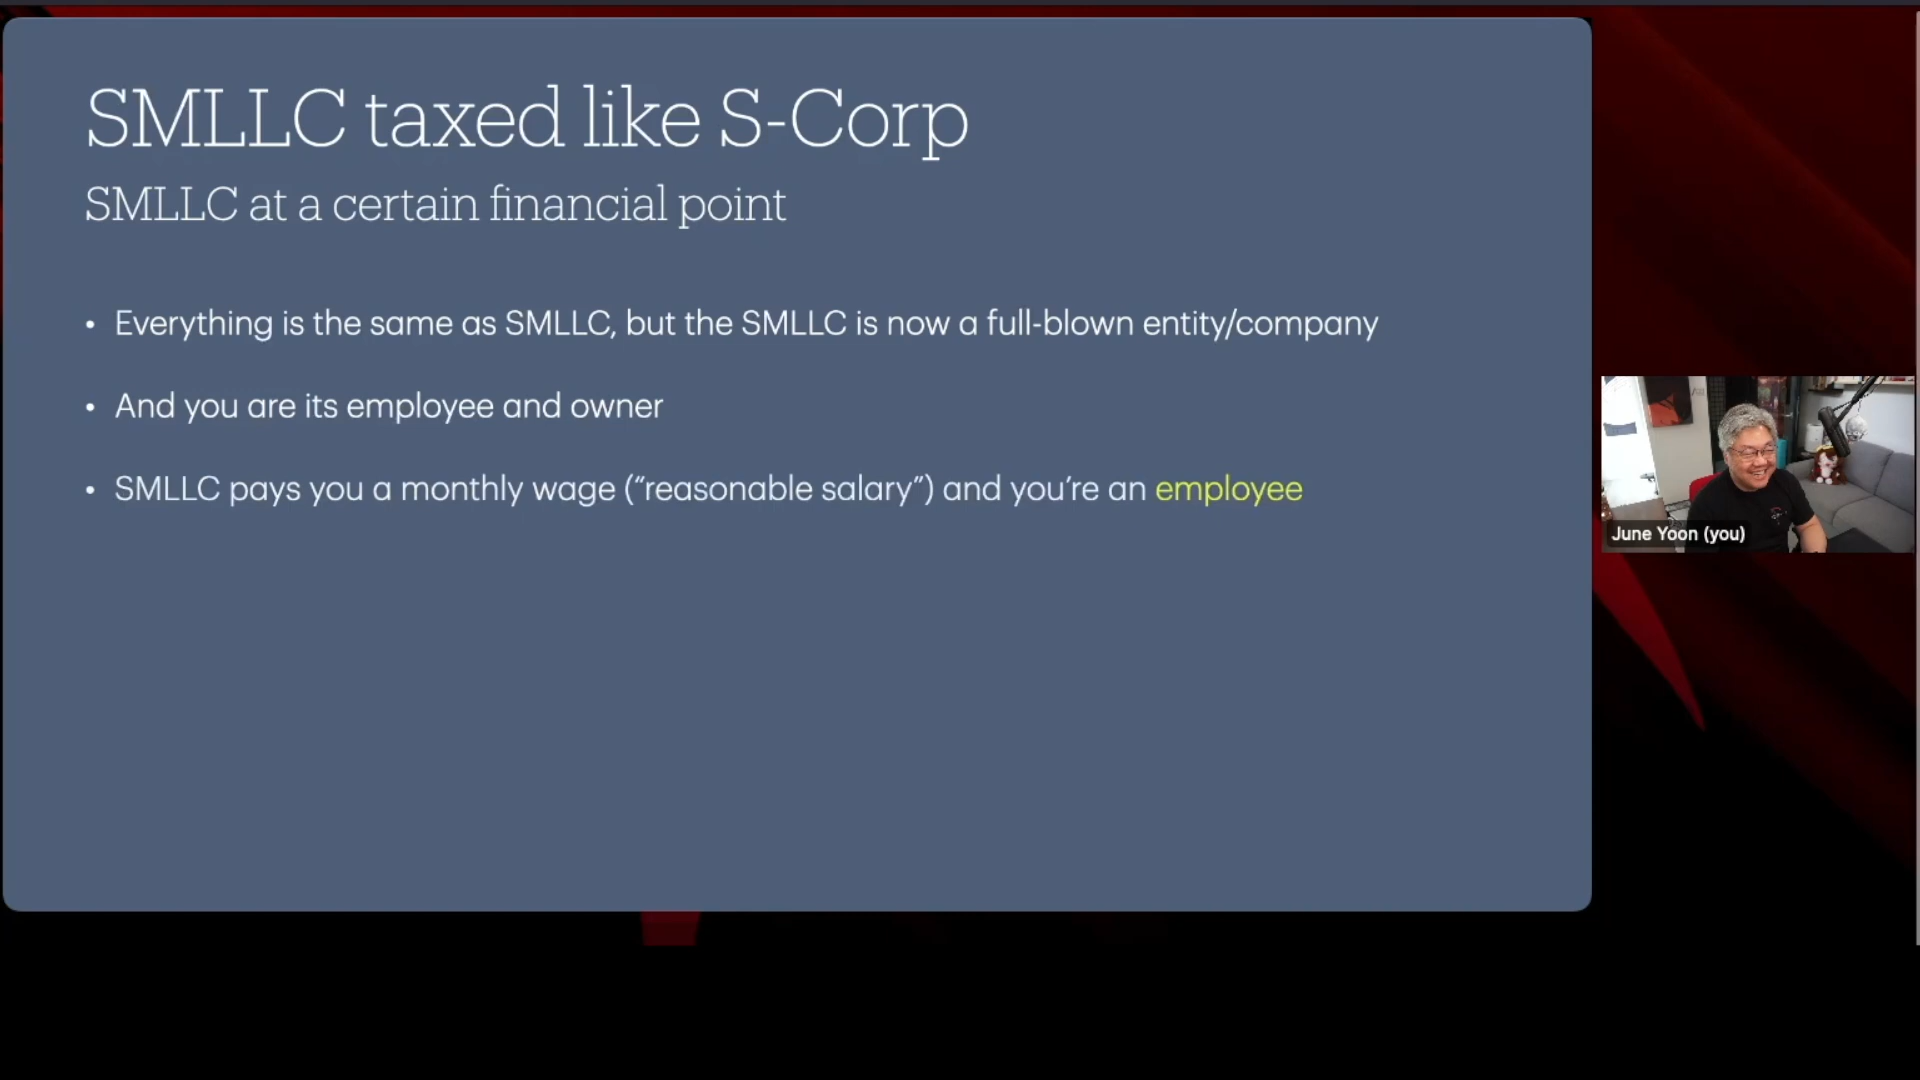 SMLLC taxed like S-Corp
SMLLC at a certain financial point
• Everything is the same as SMLLC, but the SMLLC is now a full-blown entity/company
• And you are its employee and owner
• SMLLC pays you a monthly wage (“reasonable salary”) and you’re an employee
June Yoon (you)